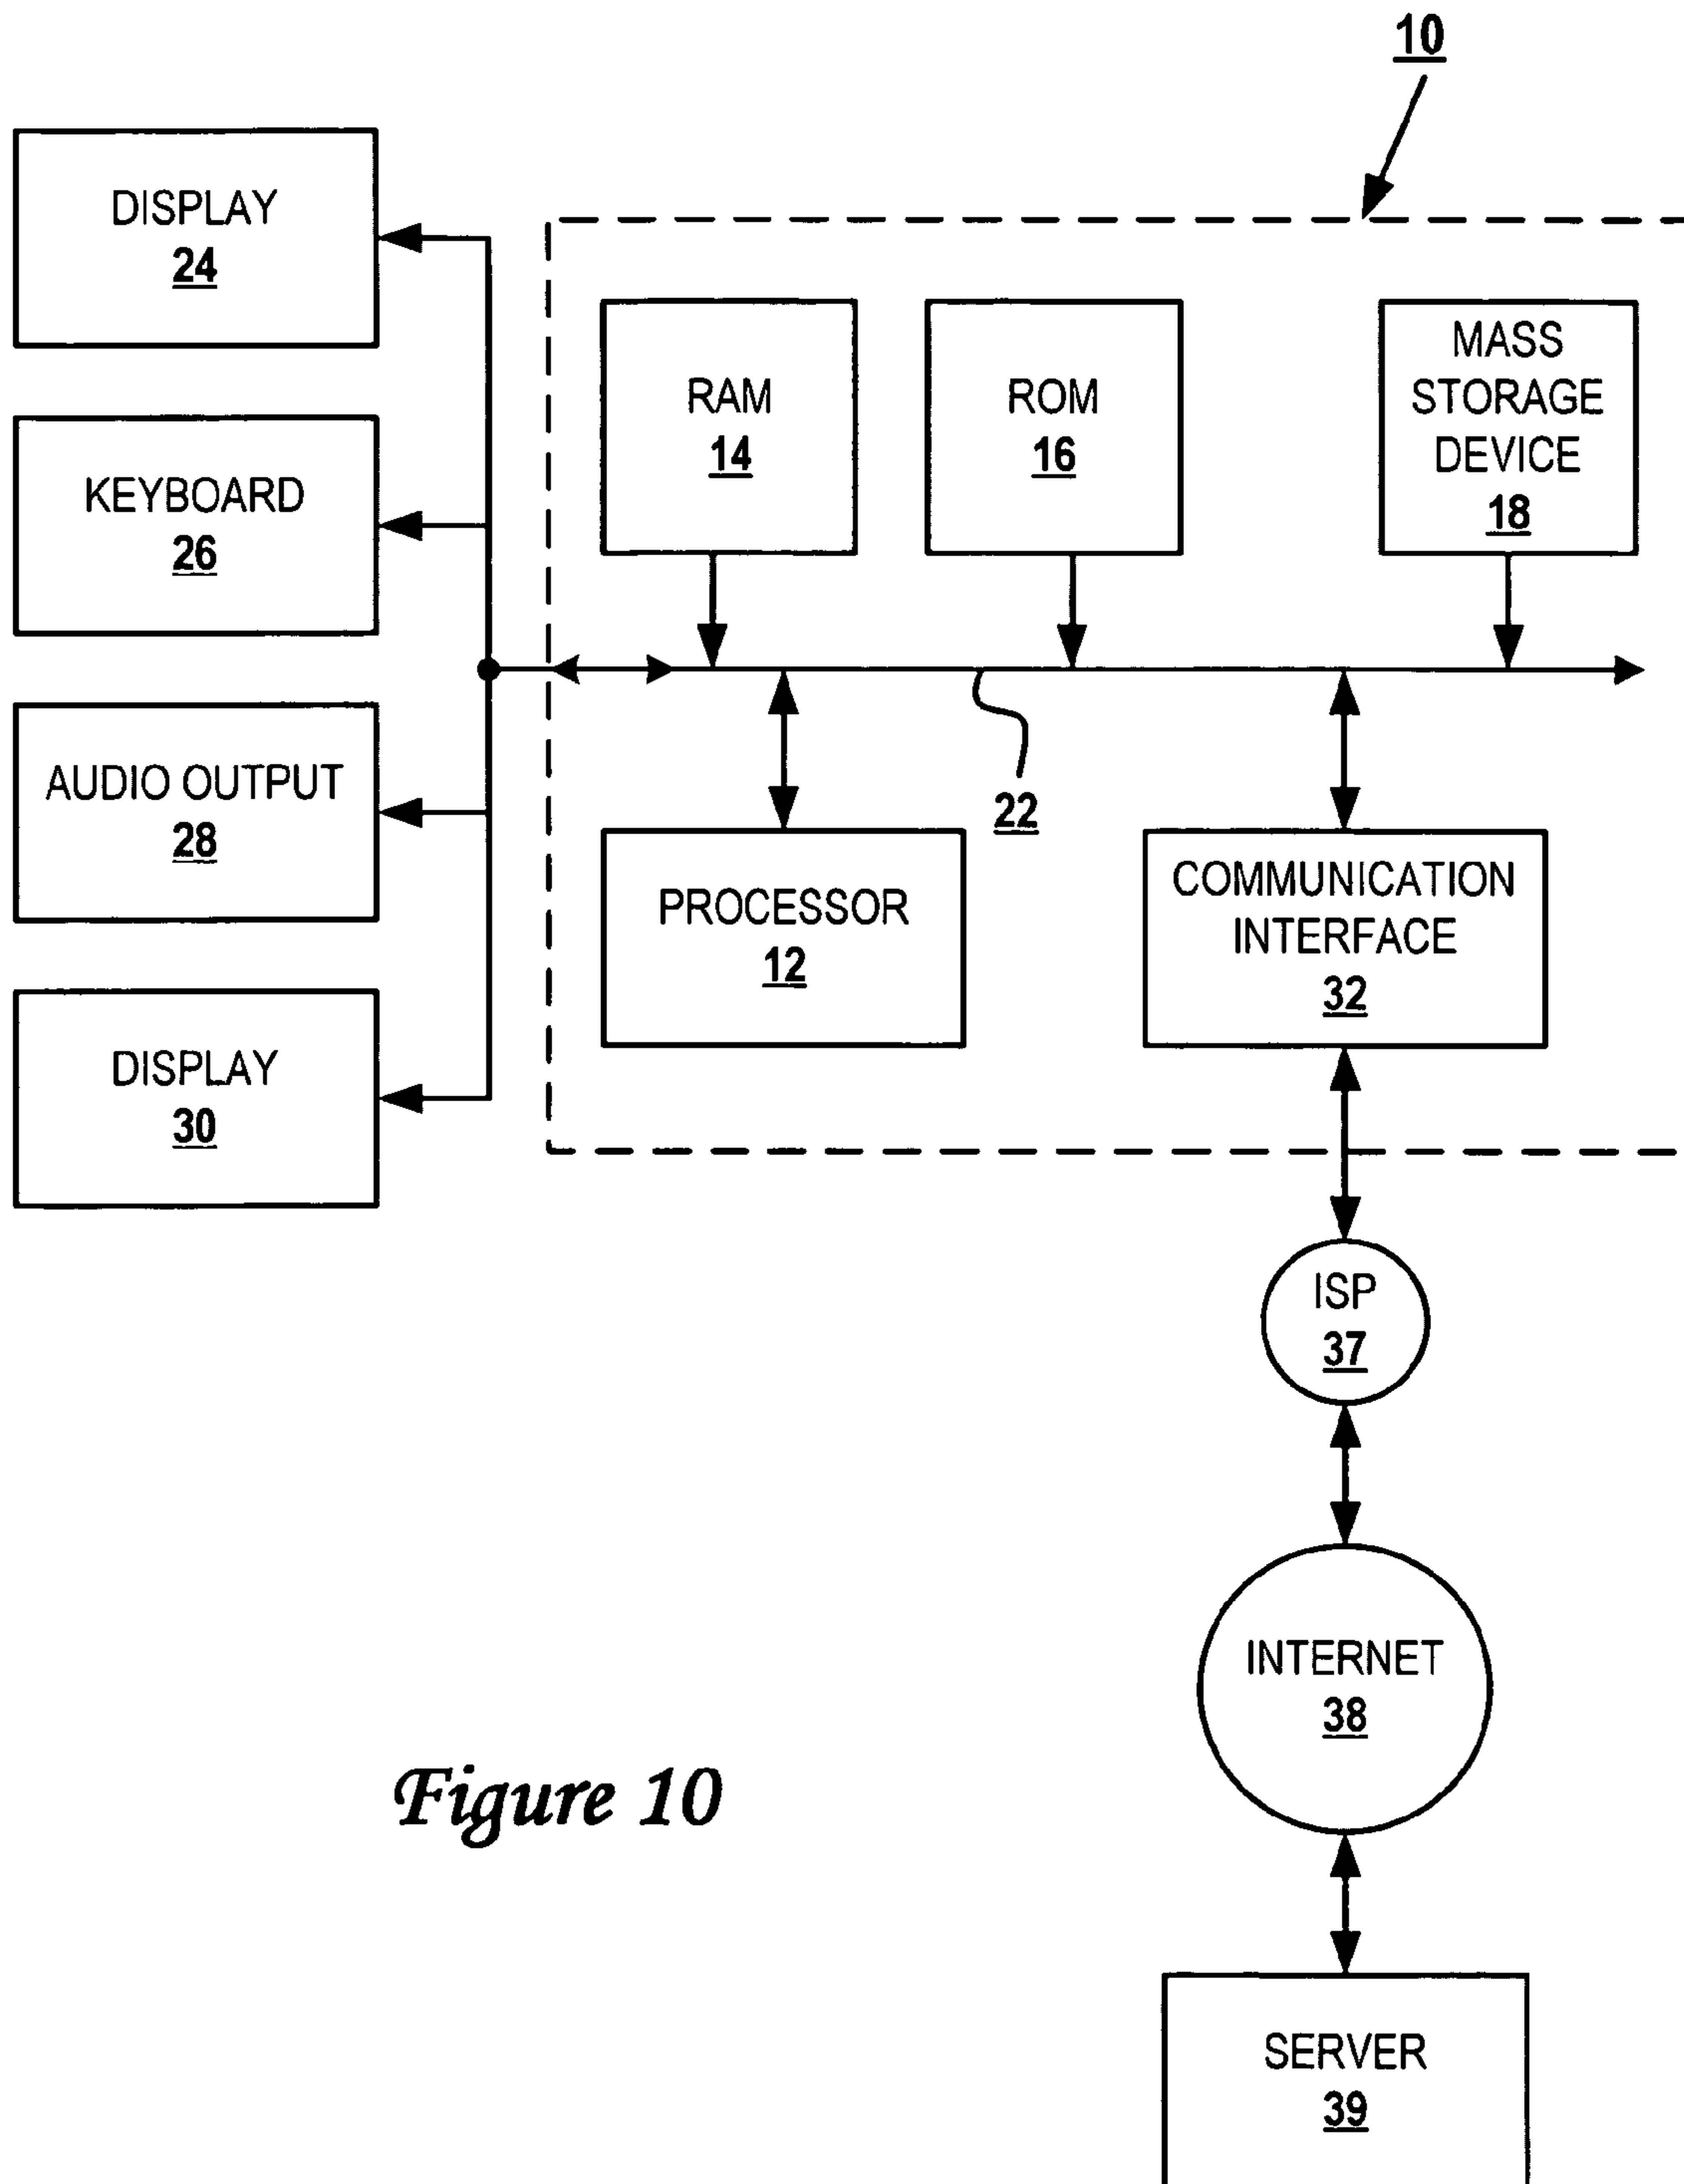 10
DISPLAY
24
KEYBOARD
26
AUDIO OUTPUT
28
DISPLAY
30
RAM
14
ROM
16
MASS
STORAGE
DEVICE
18
22
PROCESSOR
12
COMMUNICATION
INTERFACE
32
ISP
37
INTERNET
38
SERVER
39
Figure 10